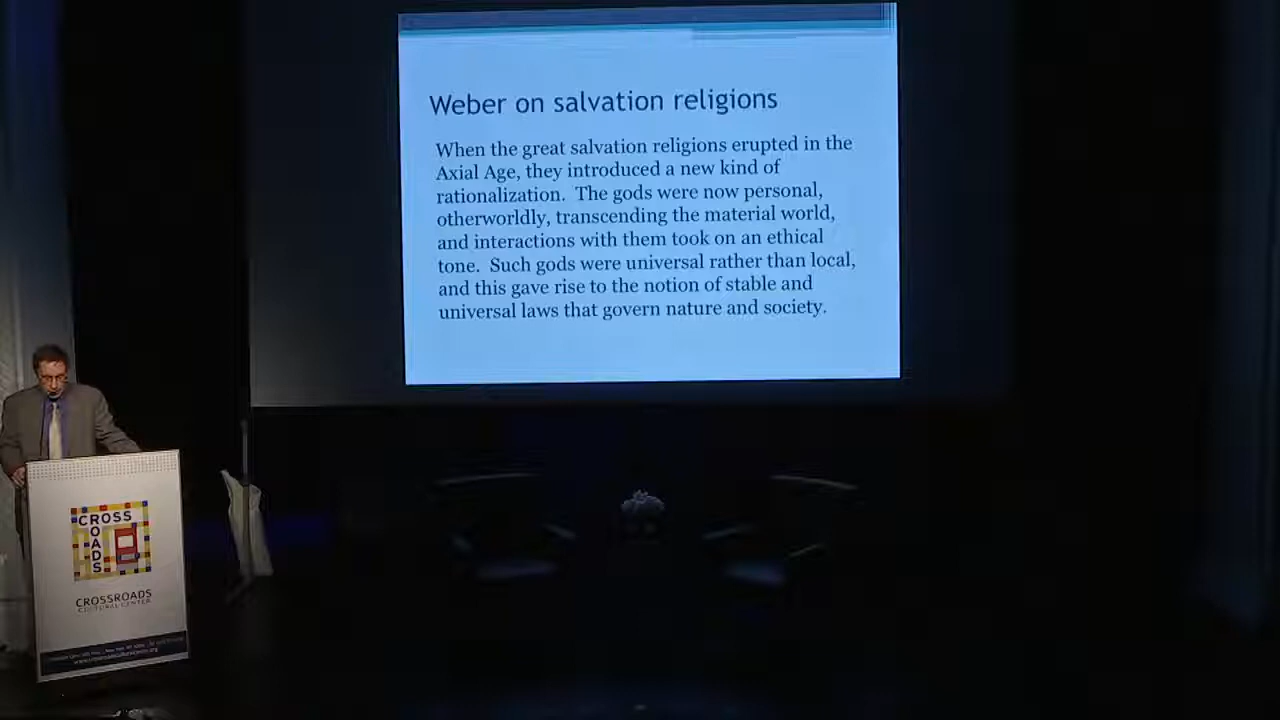 Weber on salvation religions
When the great salvation religions erupted in the
Axial Age, they introduced a new kind of
rationalization.  The gods were now personal,
otherworldly, transcending the material world,
and interactions with them took on an ethical
tone.  Such gods were universal rather than local,
and this gave rise to the notion of stable and
universal laws that govern nature and society.
CROSS
ROADS
CROSSROADS
CULTURAL CENTER